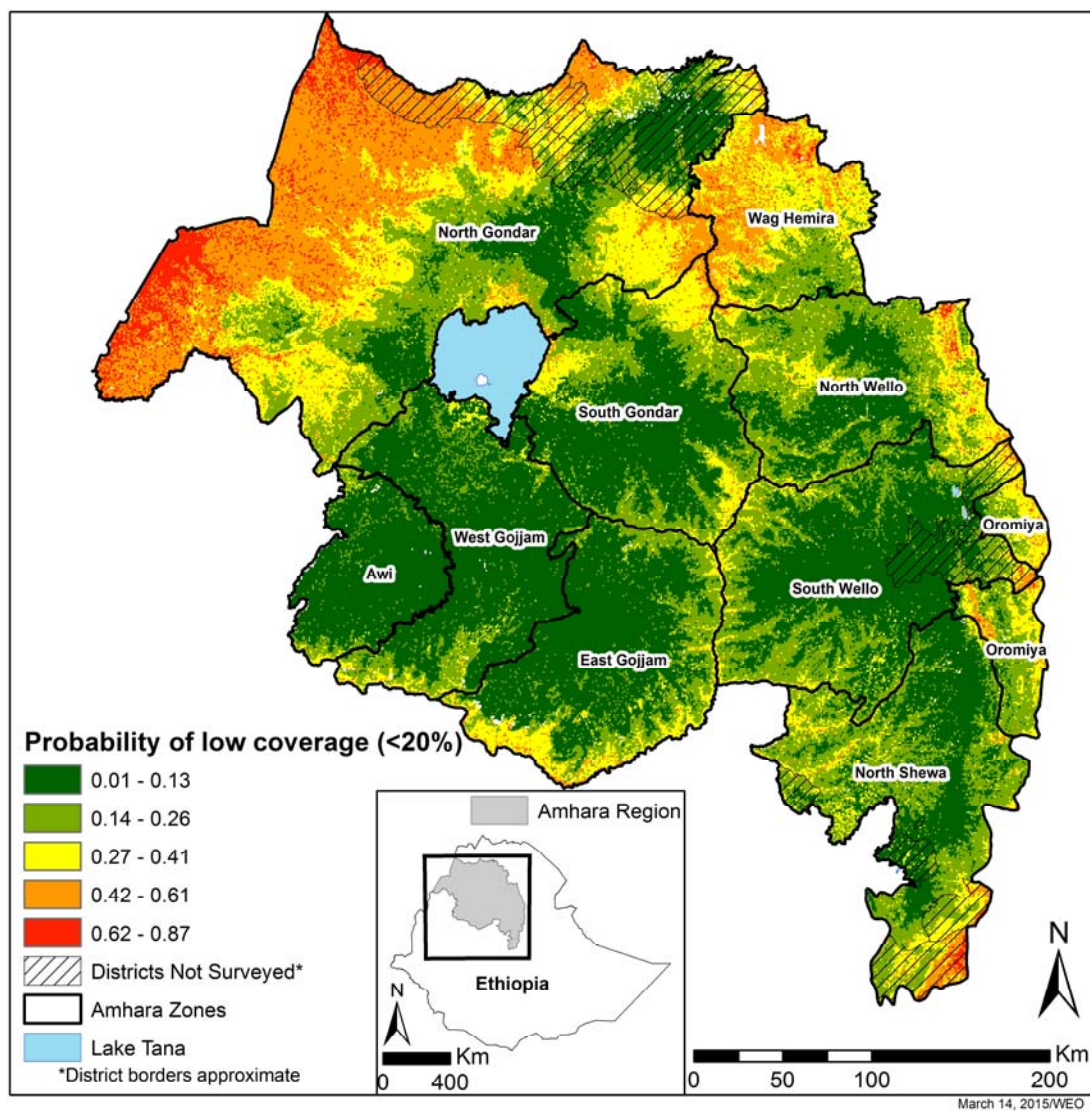 North Gondar
Wag Hemira
North Wello
South Gondar
Oromiya
West Gojjam
Awi
South Wello
East Gojjam
Oromiya
North Shewa
Probability of low coverage (<20%)
0.01 - 0.13
0.14 - 0.26
0.27 - 0.41
0.42 - 0.61
0.62 - 0.87
Districts Not Surveyed*
Amhara Zones
Lake Tana
*District borders approximate
Amhara Region
Ethiopia
N
Km
0 400
N
Km
0 50 100 200
March 14, 2015/WEO